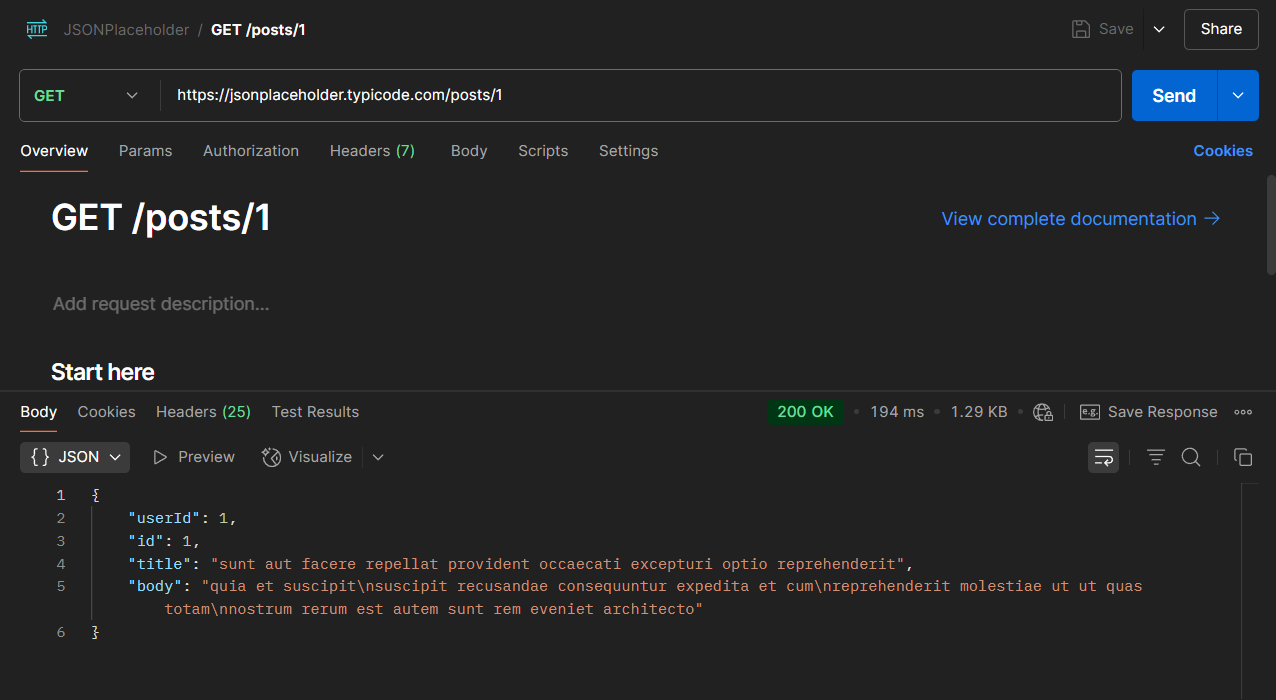 HTTP JSONPlaceholder / GET /posts/1 Save Share
GET https://jsonplaceholder.typicode.com/posts/1 Send
Overview Params Authorization Headers (7) Body Scripts Settings Cookies
GET /posts/1 View complete documentation →
Add request description...
Start here
Body Cookies Headers (25) Test Results 200 OK • 194 ms • 1.29 KB • e.g. Save Response
{} JSON Preview Visualize
1 {
2 "userId": 1,
3 "id": 1,
4 "title": "sunt aut facere repellat provident occaecati excepturi optio reprehenderit",
5 "body": "quia et suscipit\nsuscipit recusandae consequuntur expedita et cum\nreprehenderit molestiae ut ut quas
totam\nnostrum rerum est autem sunt rem eveniet architecto"
6 }